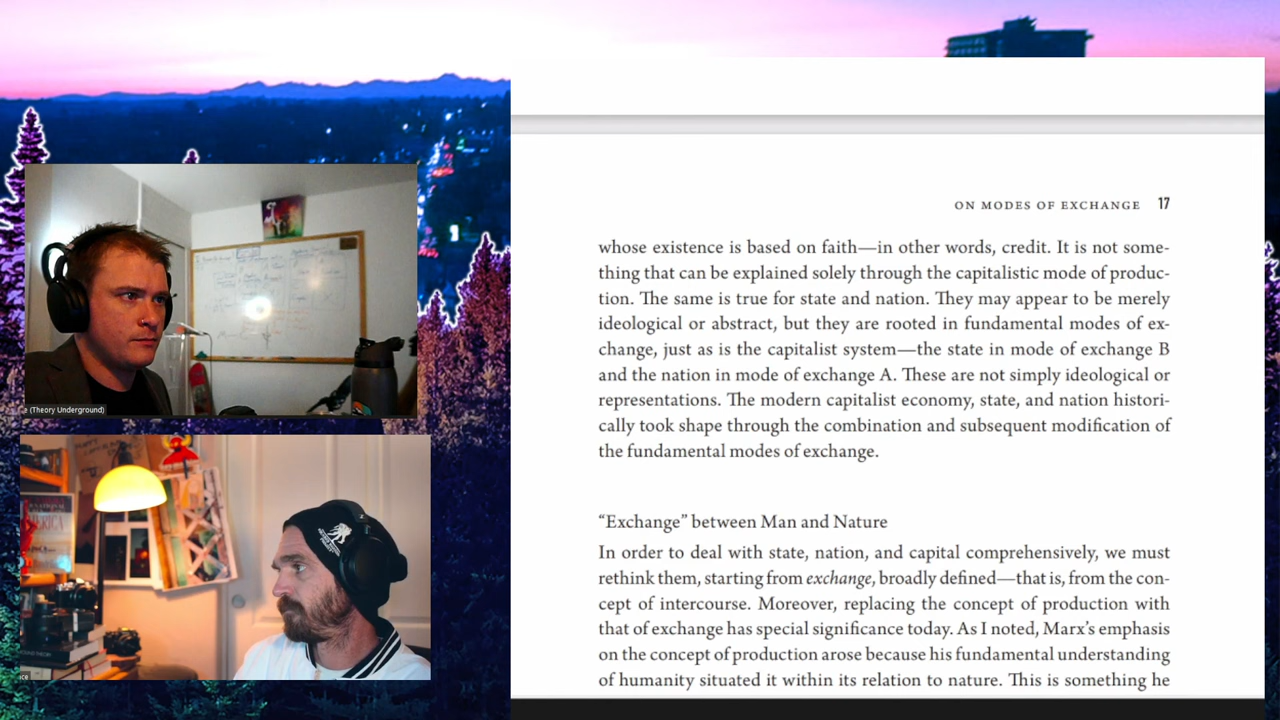 ON MODES OF EXCHANGE 17
whose existence is based on faith—in other words, credit. It is not some-
thing that can be explained solely through the capitalistic mode of produc-
tion. The same is true for state and nation. They may appear to be merely
ideological or abstract, but they are rooted in fundamental modes of ex-
change, just as is the capitalist system—the state in mode of exchange B
and the nation in mode of exchange A. These are not simply ideological or
representations. The modern capitalist economy, state, and nation histori-
cally took shape through the combination and subsequent modification of
the fundamental modes of exchange.
“Exchange” between Man and Nature
In order to deal with state, nation, and capital comprehensively, we must
rethink them, starting from exchange, broadly defined—that is, from the con-
cept of intercourse. Moreover, replacing the concept of production with
that of exchange has special significance today. As I noted, Marx’s emphasis
on the concept of production arose because his fundamental understanding
of humanity situated it within its relation to nature. This is something he
e (Theory Underground)
ce